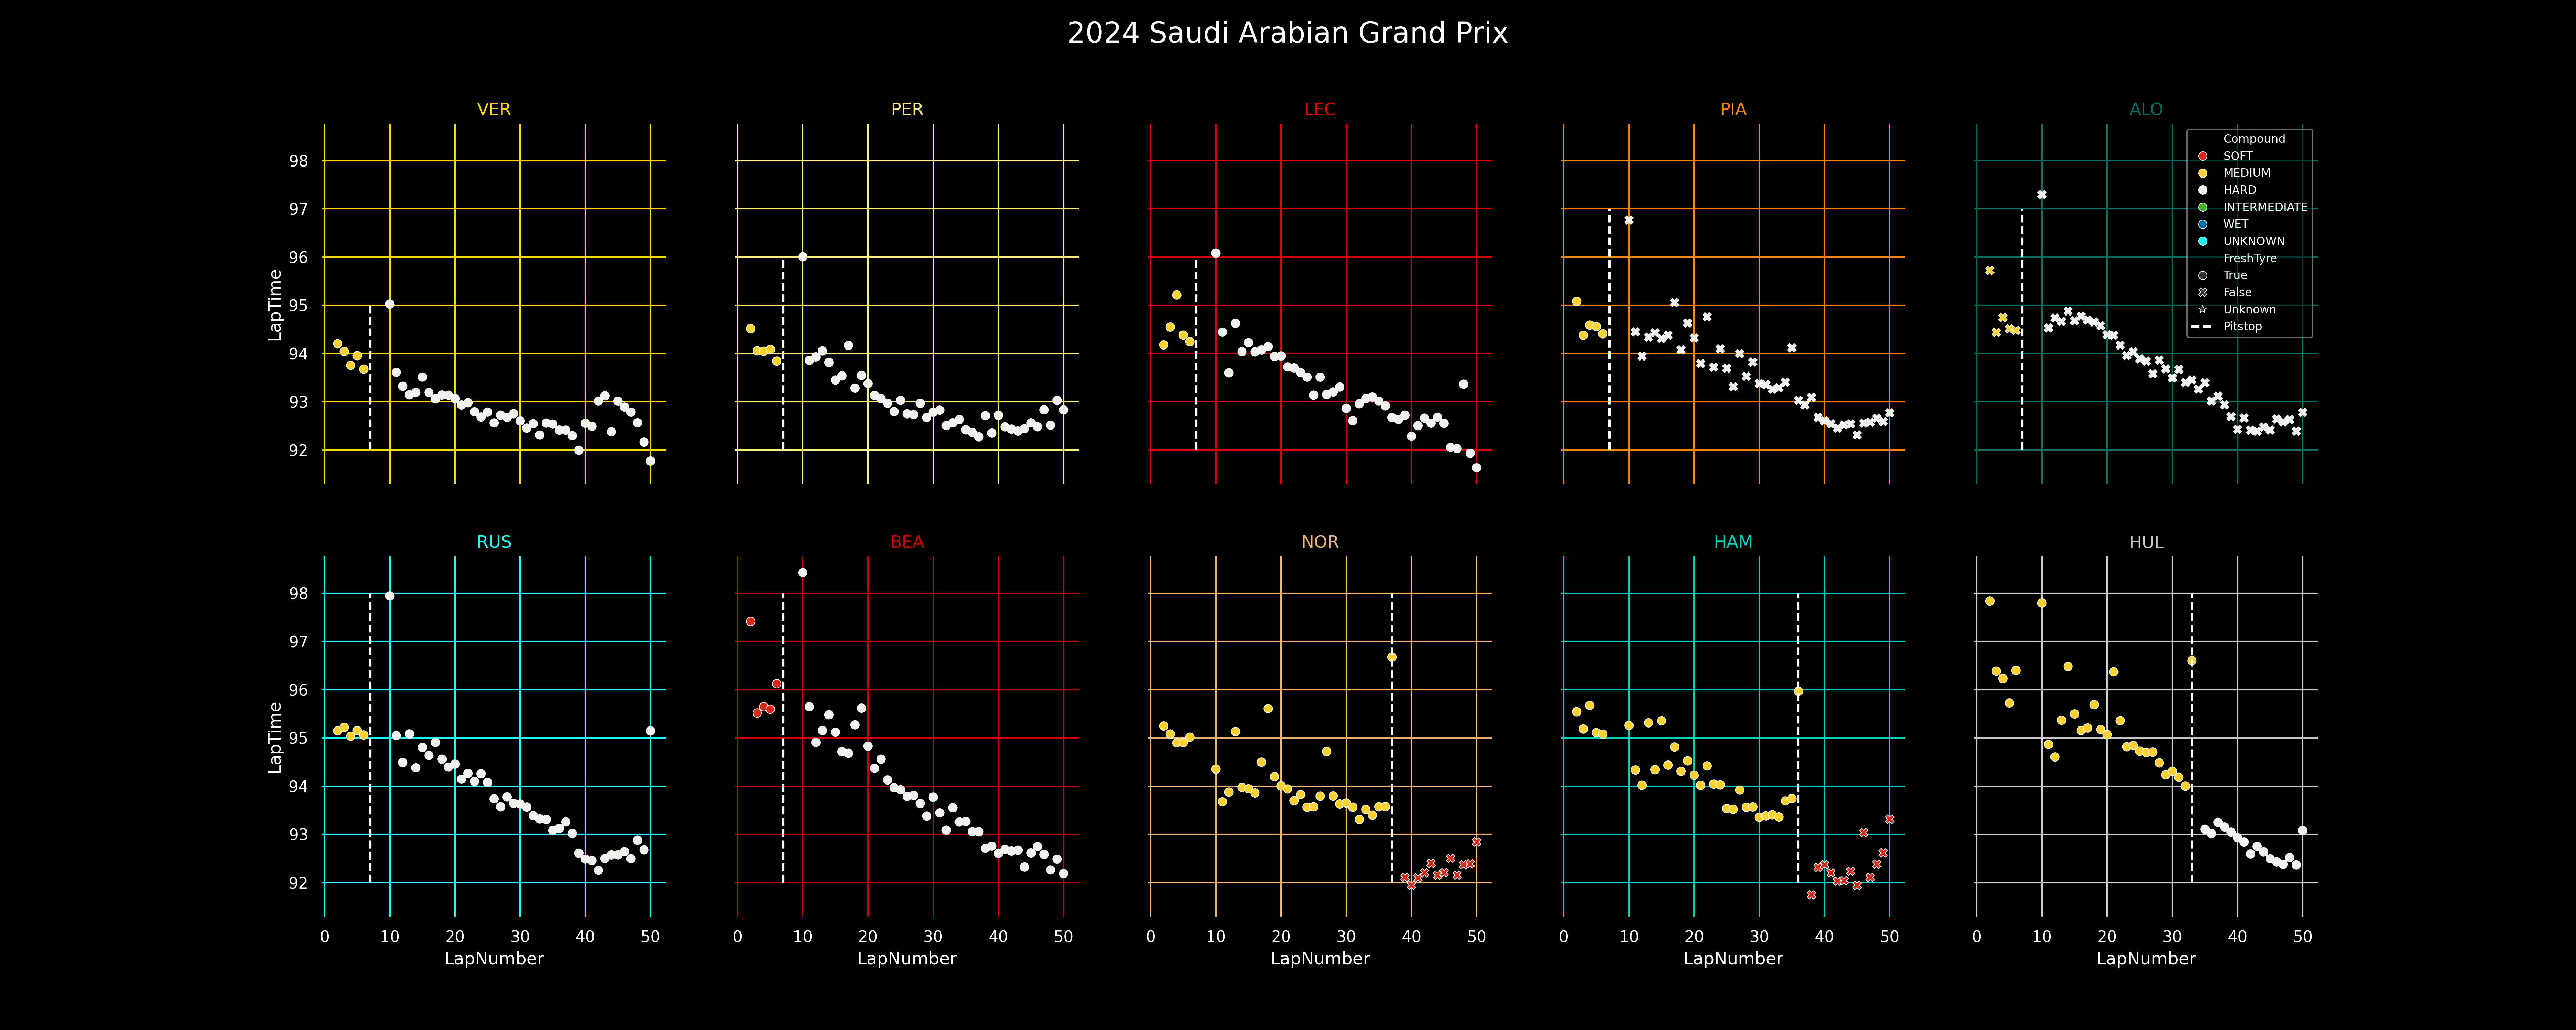 2024 Saudi Arabian Grand Prix
VER PER LEC PIA ALO
98
97
96
95
94
93
92
LapTime
Compound
SOFT
MEDIUM
HARD
INTERMEDIATE
WET
UNKNOWN
FreshTyre
True
False
Unknown
Pitstop
RUS BEA NOR HAM HUL
98
97
96
95
94
93
92
LapTime
0 10 20 30 40 50 0 10 20 30 40 50 0 10 20 30 40 50 0 10 20 30 40 50 0 10 20 30 40 50
LapNumber LapNumber LapNumber LapNumber LapNumber